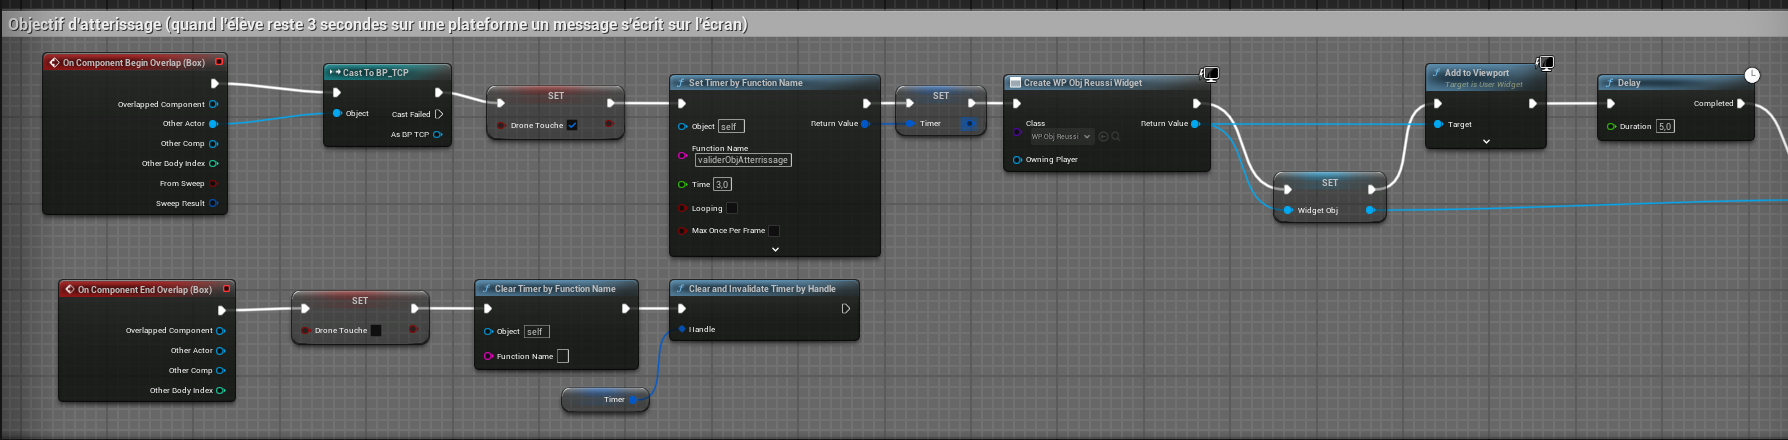 Objectif d'atterissage (quand l'élève reste 3 secondes sur une plateforme un message s'écrit sur l'écran)
On Component Begin Overlap (Box)
Overlapped Component
Other Actor
Other Comp
Other Body Index
From Sweep
Sweep Result
Cast To BP_TCP
Object
Cast Failed
As BP TCP
SET
Drone Touche
Set Timer by Function Name
Object self
Return Value
Function Name
validerObjAtterrissage
Time 3,0
Looping
Max Once Per Frame
SET
Timer
Create WP Obj Reussi Widget
Class
WP Obj Reussi
Return Value
Owning Player
SET
Widget Obj
Add to Viewport
Target is User Widget
Target
Delay
Completed
Duration 5,0
On Component End Overlap (Box)
Overlapped Component
Other Actor
Other Comp
Other Body Index
SET
Drone Touche
Clear Timer by Function Name
Object self
Function Name
Clear and Invalidate Timer by Handle
Handle
Timer